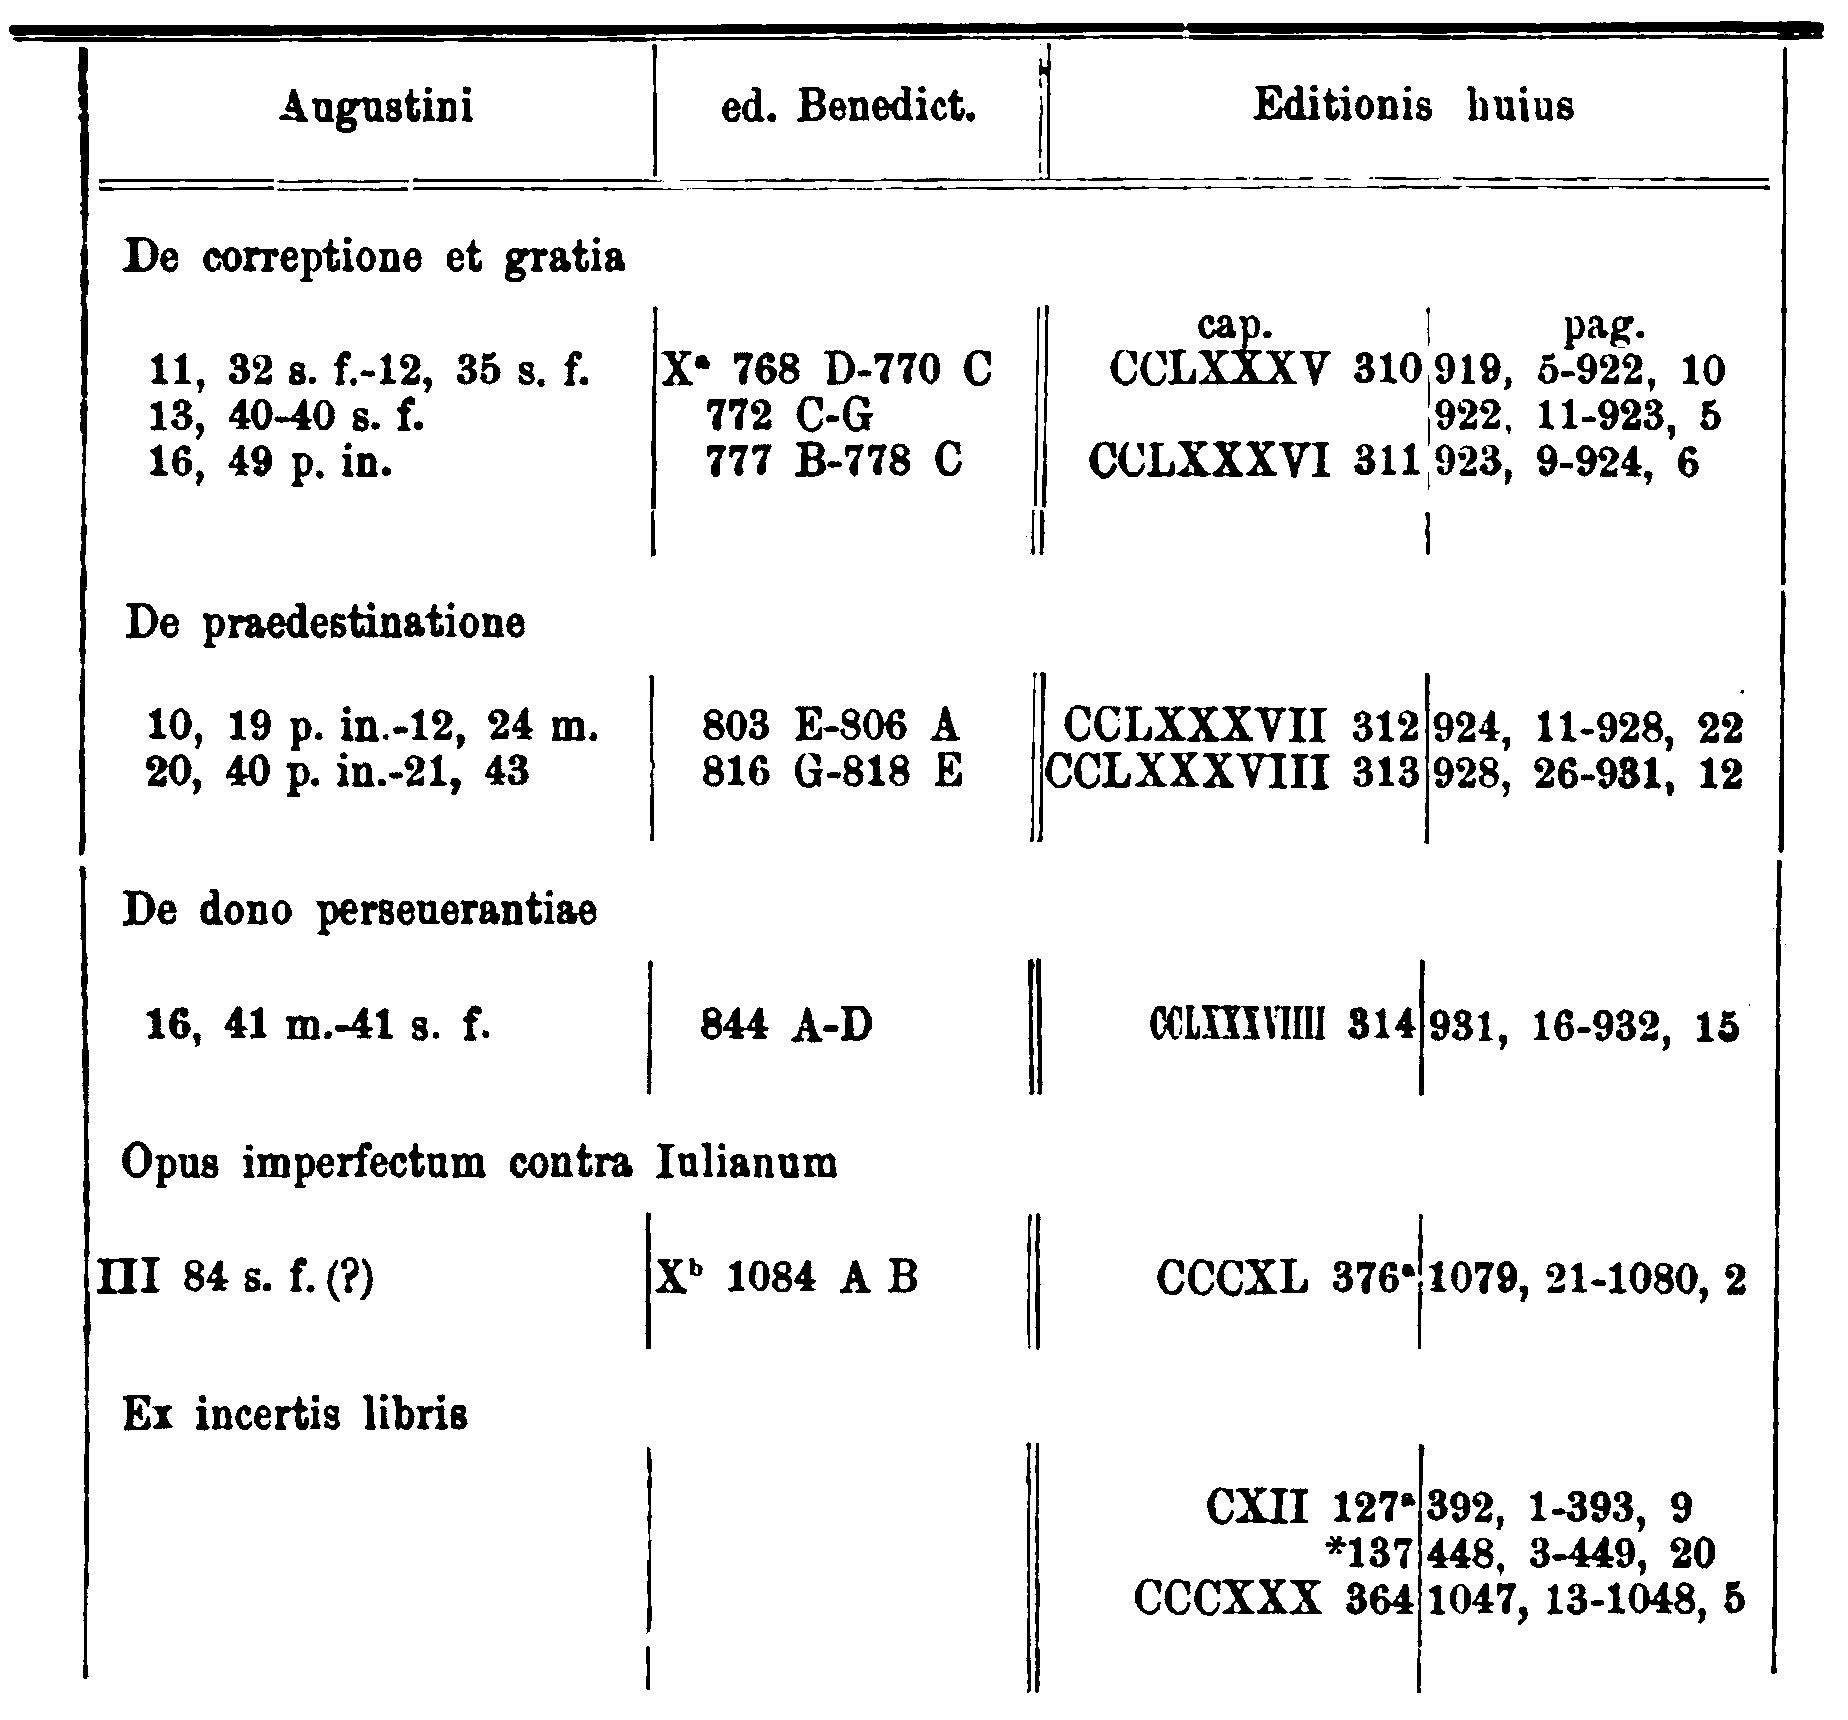 Augustini ed. Benedict. Editionis huius
De correptione et gratia
cap. pag.
11, 32 s. f.-12, 35 s. f. Xᵃ 768 D-770 C CCLXXXV 310 919, 5-922, 10
13, 40-40 s. f. 772 C-G 922, 11-923, 5
16, 49 p. in. 777 B-778 C CCLXXXVI 311 923, 9-924, 6
De praedestinatione
10, 19 p. in.-12, 24 m. 803 E-806 A CCLXXXVII 312 924, 11-928, 22
20, 40 p. in.-21, 43 816 G-818 E CCLXXXVIII 313 928, 26-931, 12
De dono perseuerantiae
16, 41 m.-41 s. f. 844 A-D CCLXXXVIIII 314 931, 16-932, 15
Opus imperfectum contra Iulianum
III 84 s. f. (?) Xᵇ 1084 A B CCCXL 376ᵃ 1079, 21-1080, 2
Ex incertis libris
CXII 127ᵃ 392, 1-393, 9
*137 448, 3-449, 20
CCCXXX 364 1047, 13-1048, 5